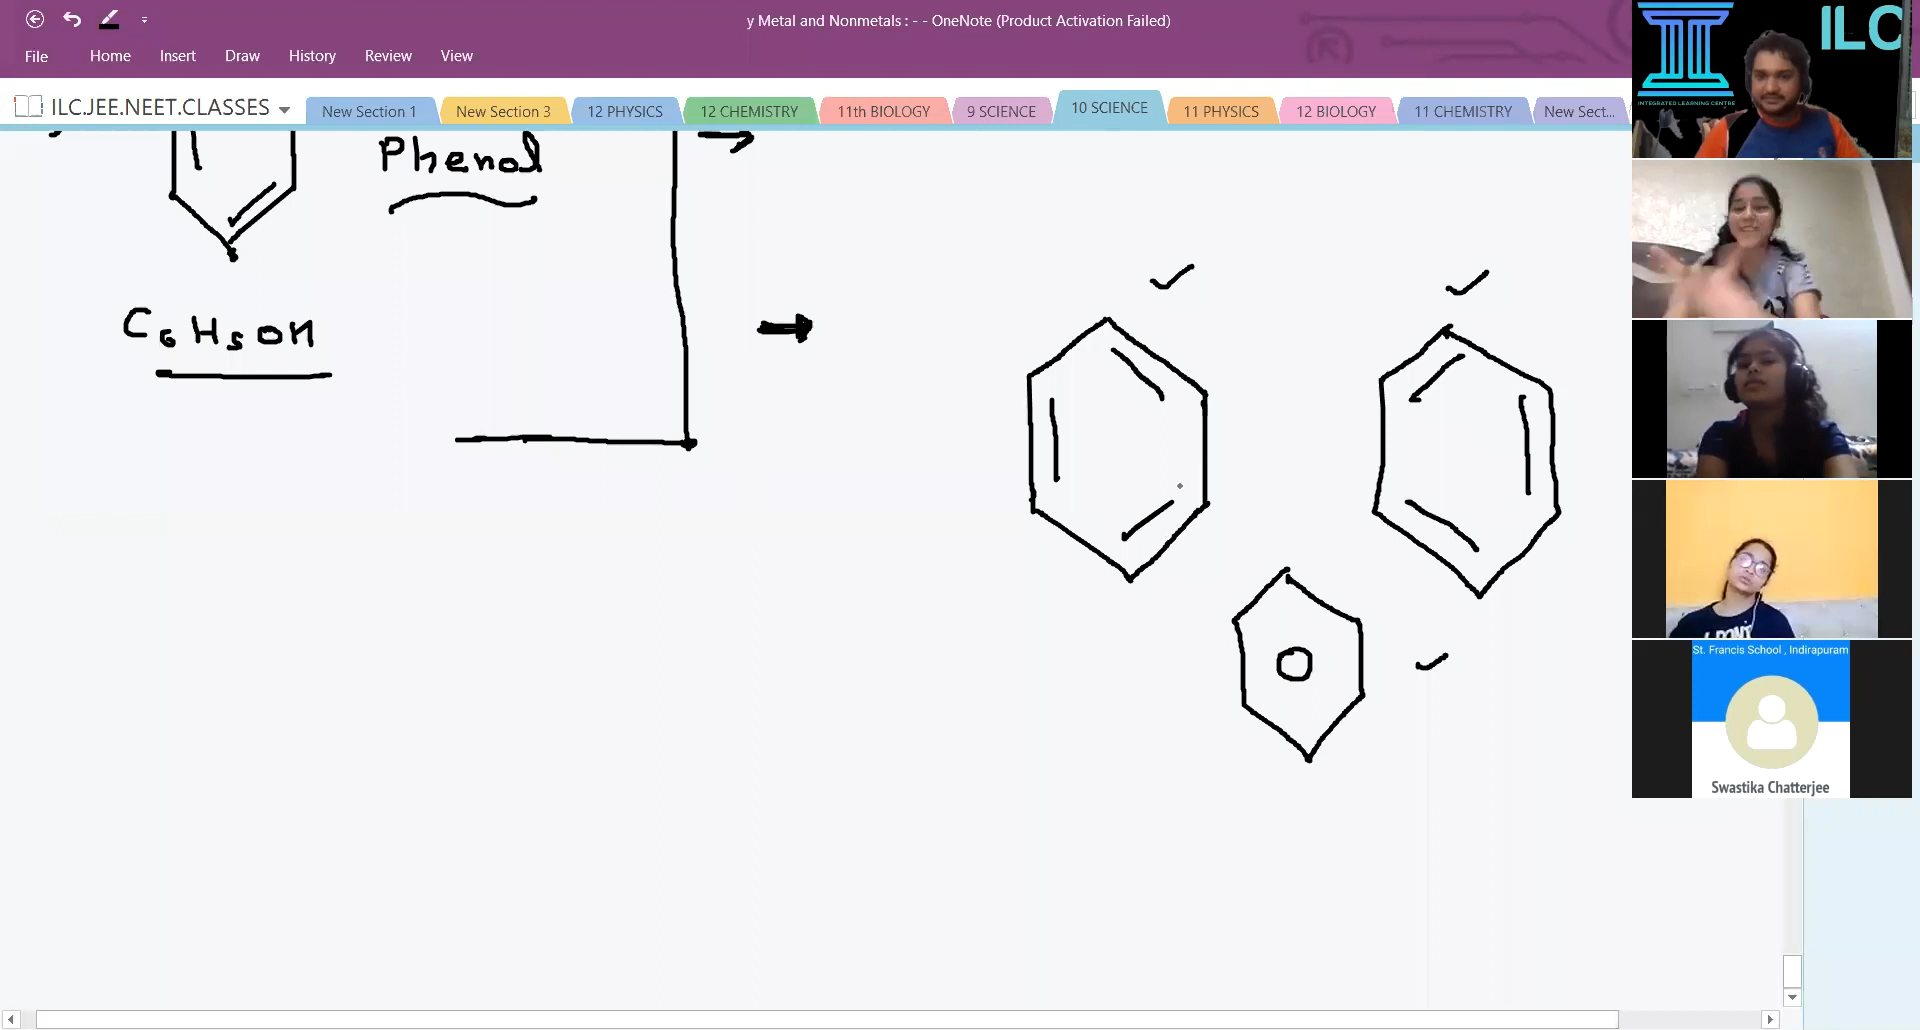 y Metal and Nonmetals : - - OneNote (Product Activation Failed)
File Home Insert Draw History Review View
ILC.JEE.NEET.CLASSES
New Section 1 New Section 3 12 PHYSICS 12 CHEMISTRY 11th BIOLOGY 9 SCIENCE 10 SCIENCE 11 PHYSICS 12 BIOLOGY 11 CHEMISTRY New Sect...
ILC
INTEGRATED LEARNING CENTRE
Phenol
C6H5OH
St. Francis School , Indirapuram
Swastika Chatterjee